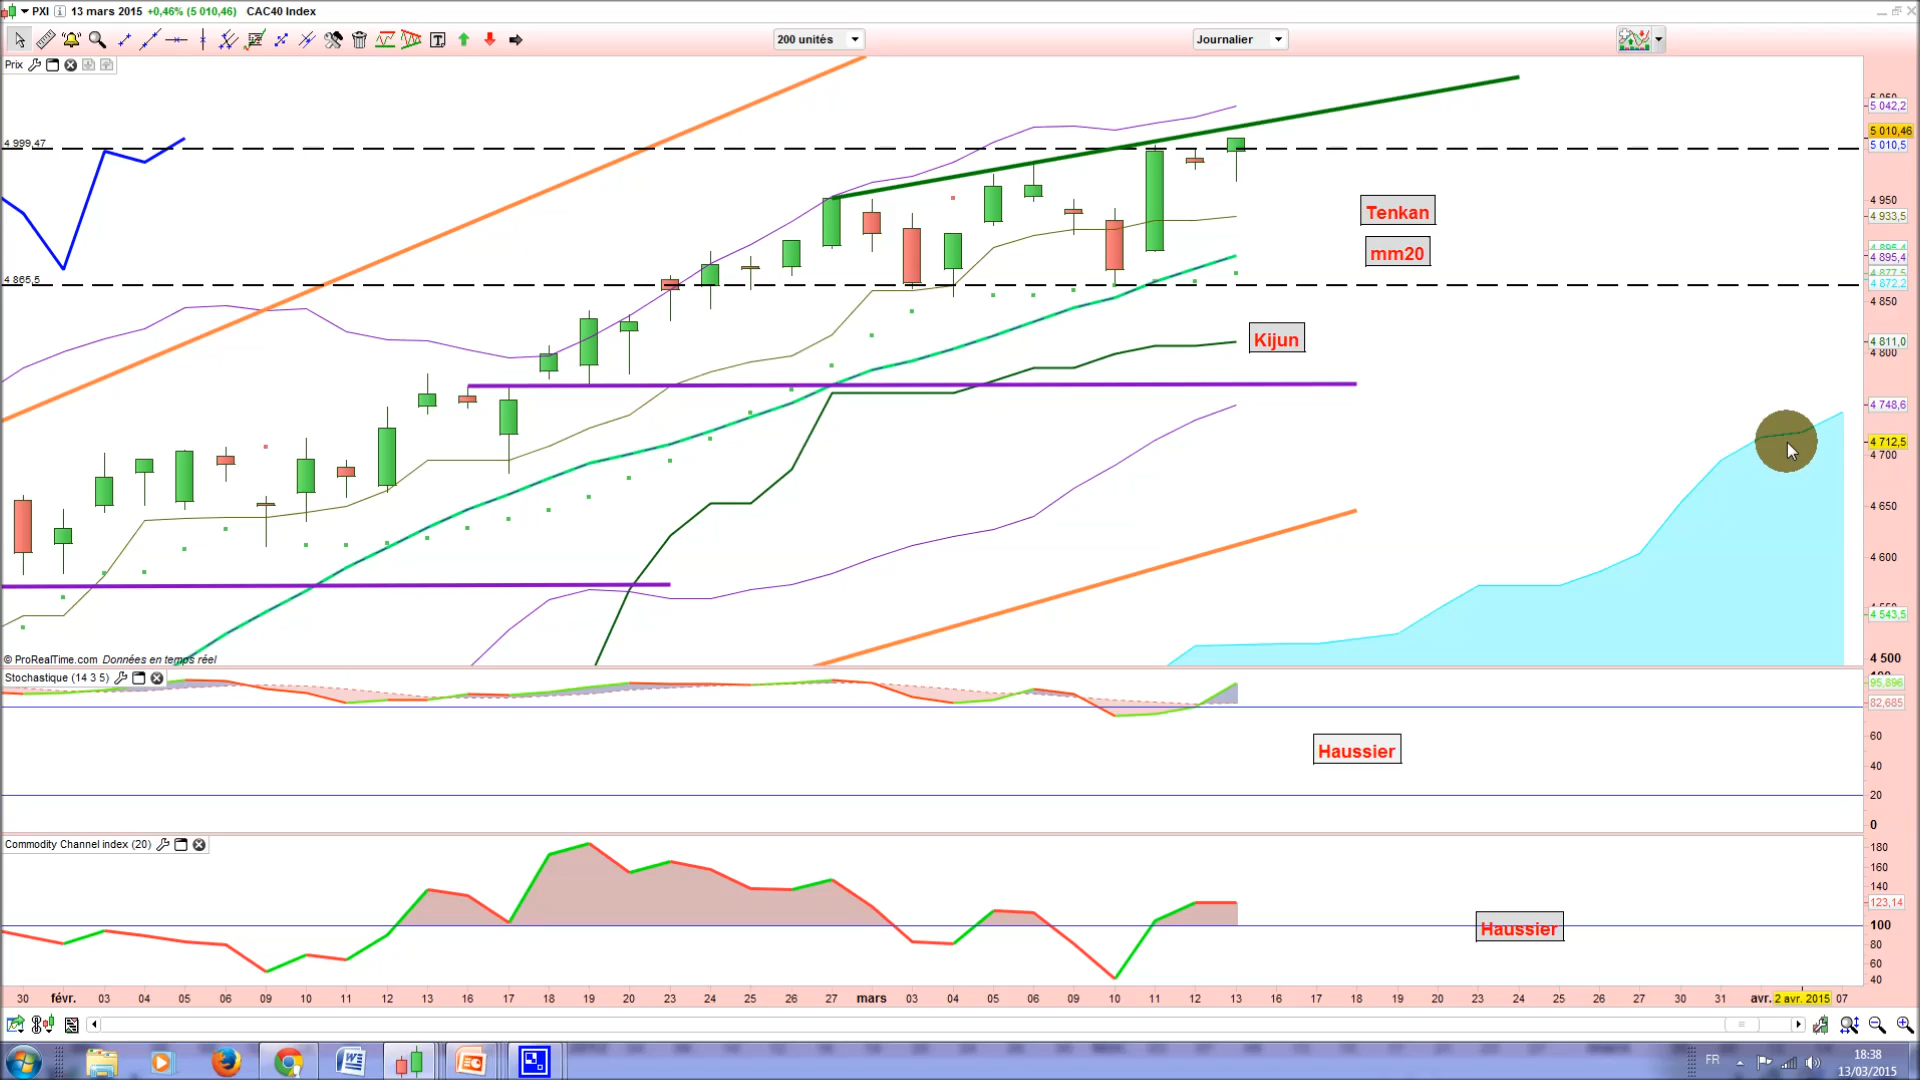 PXI 13 mars 2015 +0,46% (5 010,46) CAC40 Index
200 unités
Journalier
Prix
5 042,2
5 010,46
5 010,5
4 999,47
4 950
4 933,5
4 895,4
4 877,5
4 872,2
4 865,5
4 850
4 811,0
4 800
4 748,6
4 712,5
4 700
4 650
4 600
4 543,5
4 500
Tenkan
mm20
Kijun
© ProRealTime.com Données en temps réel
Stochastique (14 3 5)
95,896
82,685
60
40
20
0
Haussier
Commodity Channel index (20)
180
160
140
123,14
100
80
60
40
Haussier
30 févr. 03 04 05 06 09 10 11 12 13 16 17 18 19 20 23 24 25 26 27 mars 03 04 05 06 09 10 11 12 13 16 17 18 19 20 23 24 25 26 27 30 31 avr. 2 avr. 2015 07
FR
18:38
13/03/2015